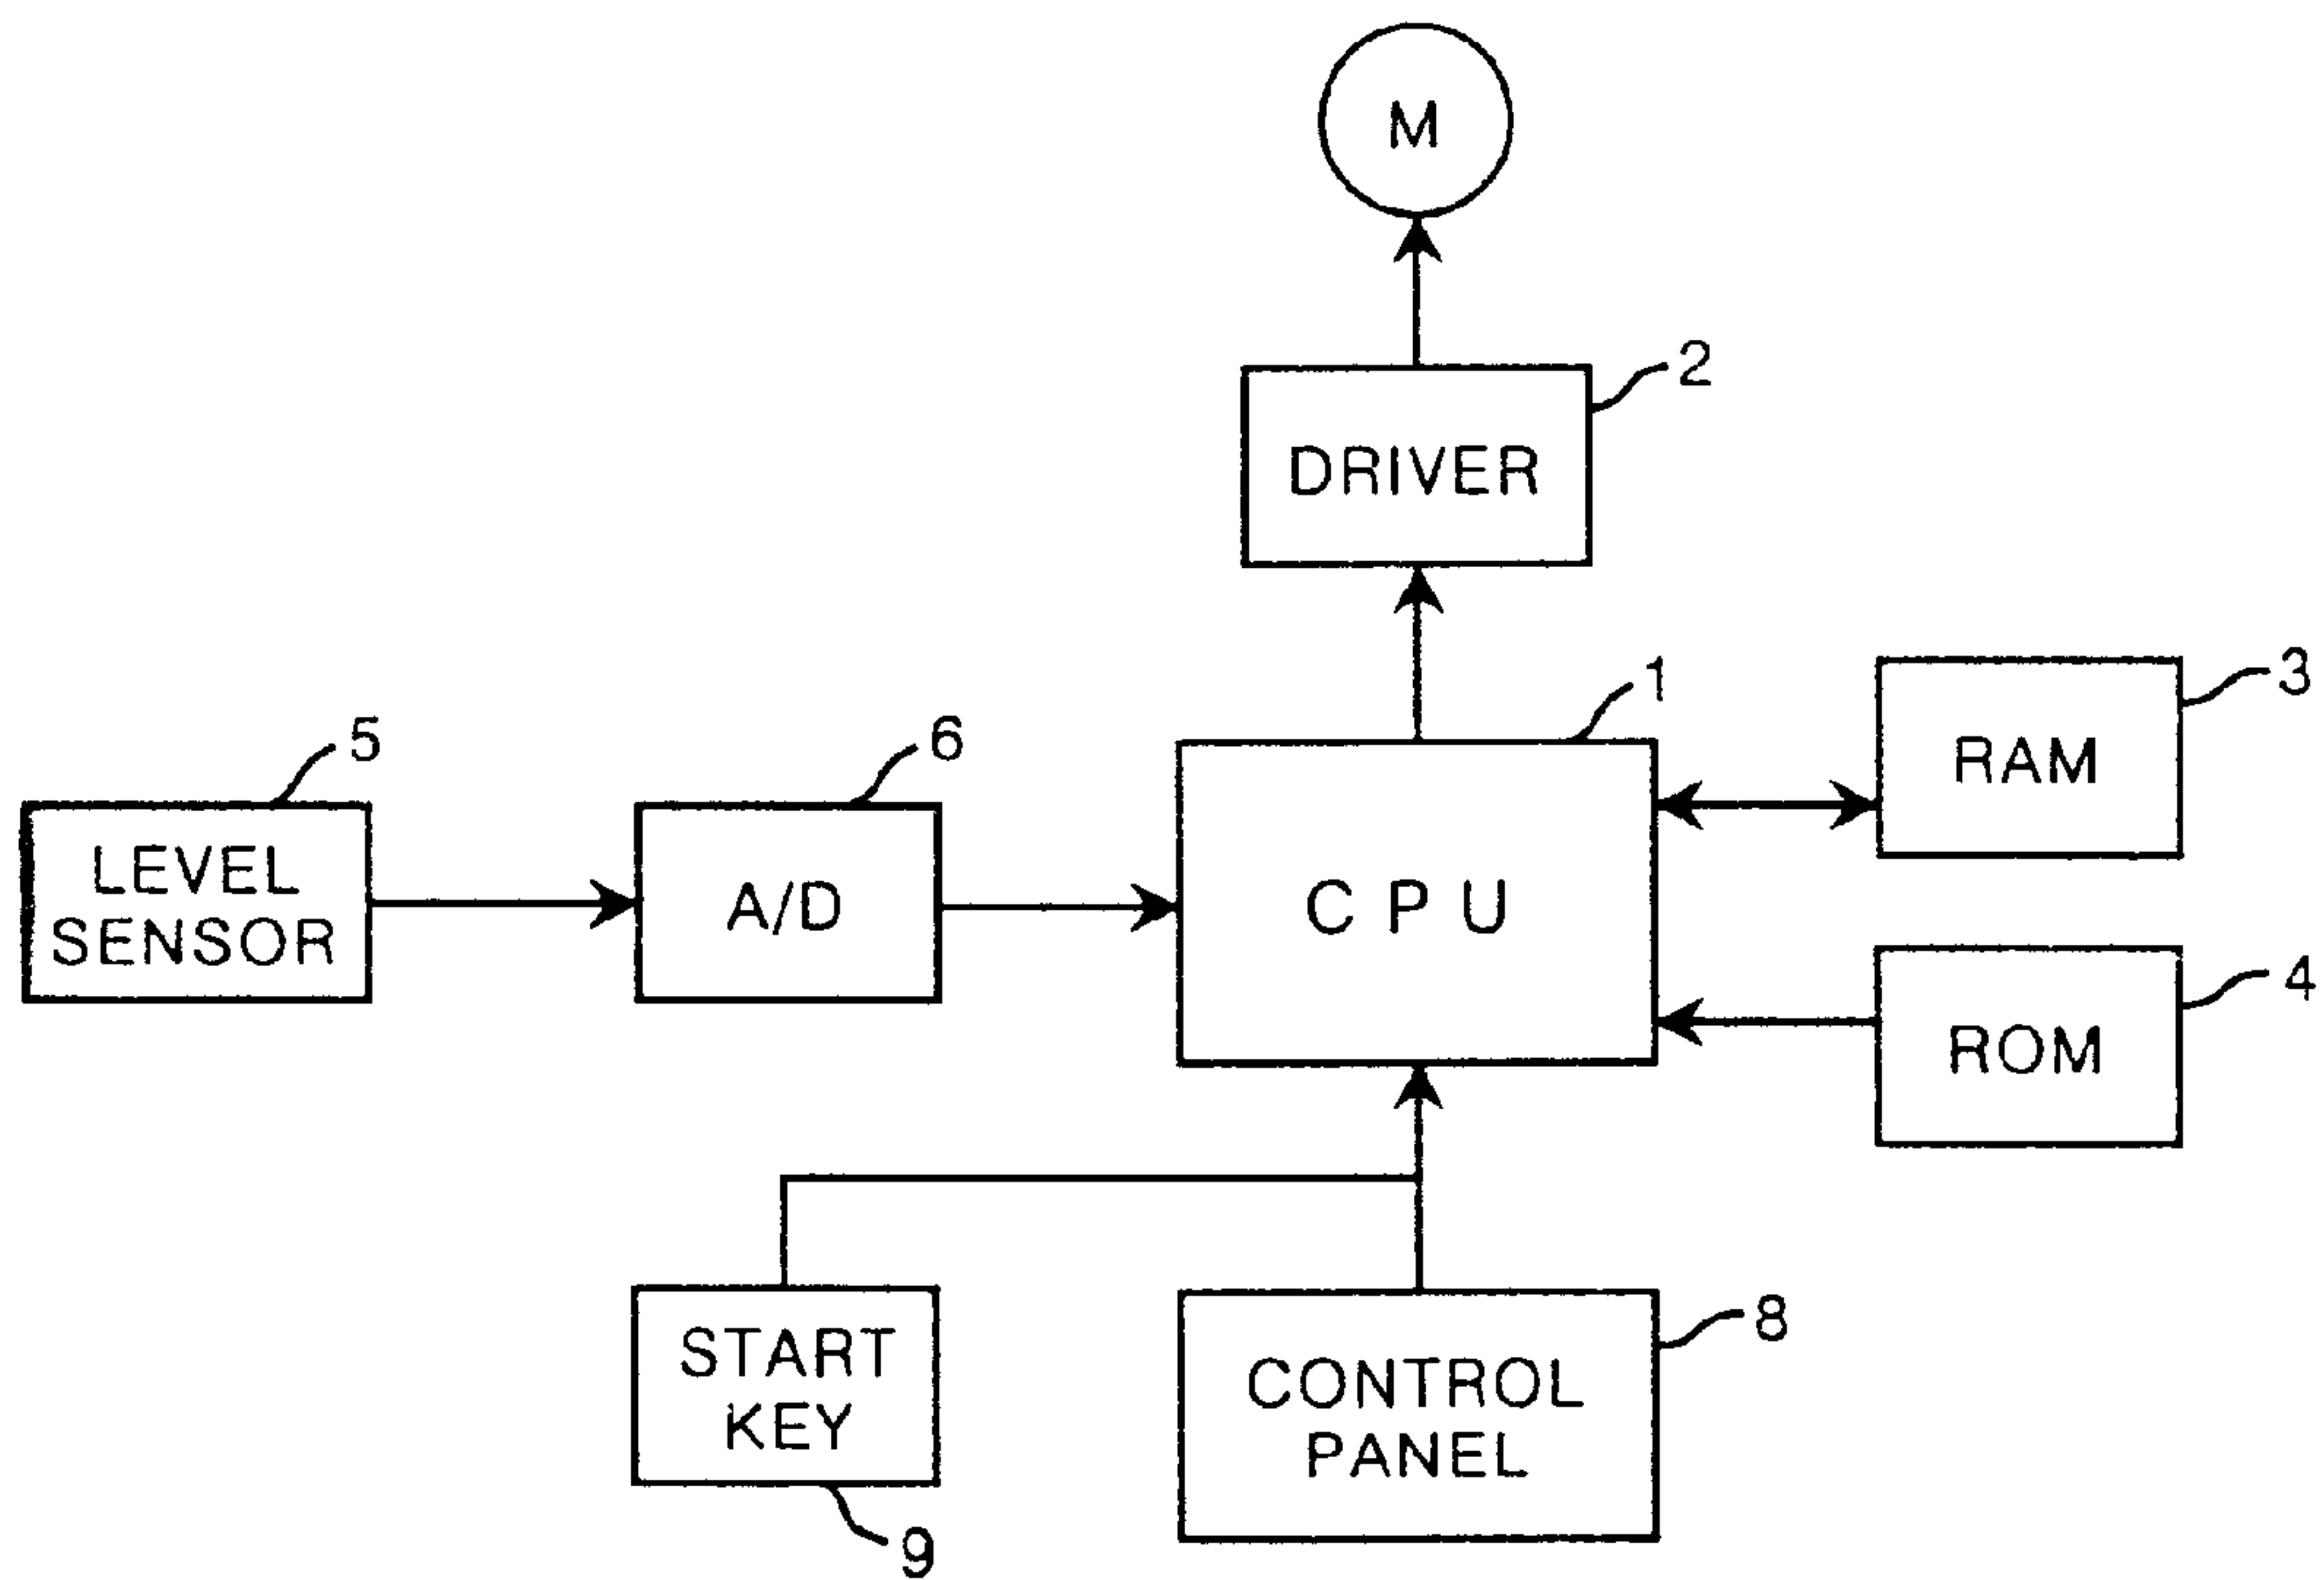 M
2
DRIVER
1
3
RAM
5
6
LEVEL
SENSOR
A/D
C P U
4
ROM
START
KEY
9
8
CONTROL
PANEL